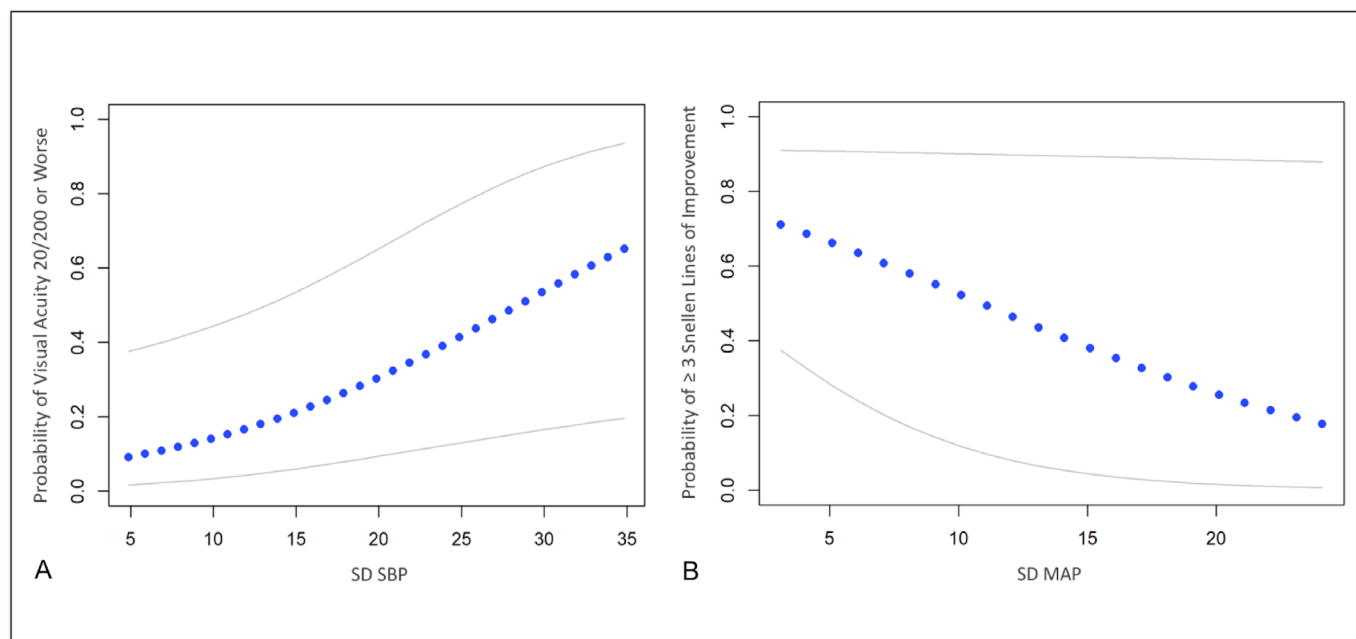 Probability of Visual Acuity 20/200 or Worse
1.0
0.8
0.6
0.4
0.2
0.0
5 10 15 20 25 30 35
SD SBP
A
Probability of ≥ 3 Snellen Lines of Improvement
1.0
0.8
0.6
0.4
0.2
0.0
5 10 15 20
SD MAP
B